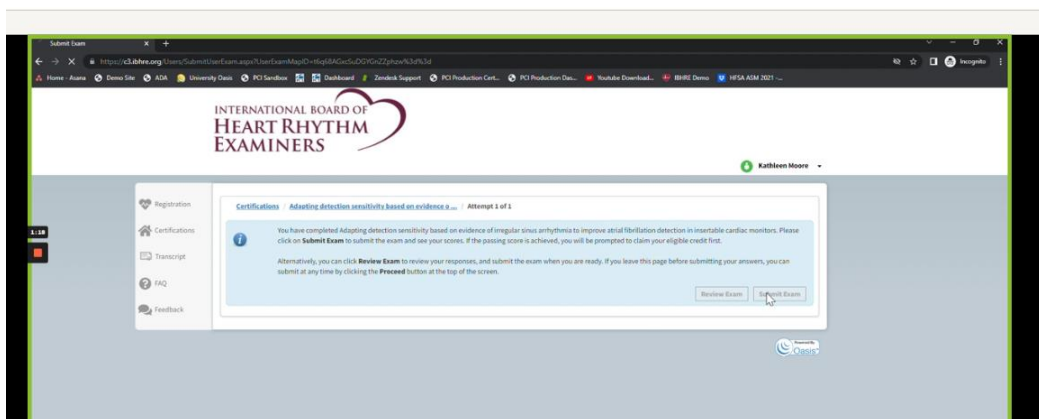 Submit Exam
https://c3.ibhre.org/Users/SubmitUserExam.aspx?UserExamMapID=
Incognito
Home - Asana Demo Site ADA University Oasis PCI Sandbox Dashboard Zendesk Support PCI Production Cert... PCI Production Das... Youtube Download... IBHRE Demo HFSA ASM 2021 -...
INTERNATIONAL BOARD OF
HEART RHYTHM
EXAMINERS
Kathleen Moore
Registration
Certifications
Transcript
FAQ
Feedback
1:18
Certifications / Adapting detection sensitivity based on evidence o ... / Attempt 1 of 1
You have completed Adapting detection sensitivity based on evidence of irregular sinus arrhythmia to improve atrial fibrillation detection in insertable cardiac monitors. Please
click on Submit Exam to submit the exam and see your scores. If the passing score is achieved, you will be prompted to claim your eligible credit first.
Alternatively, you can click Review Exam to review your responses, and submit the exam when you are ready. If you leave this page before submitting your answers, you can
submit at any time by clicking the Proceed button at the top of the screen.
Review Exam Submit Exam
Powered By
Oasis